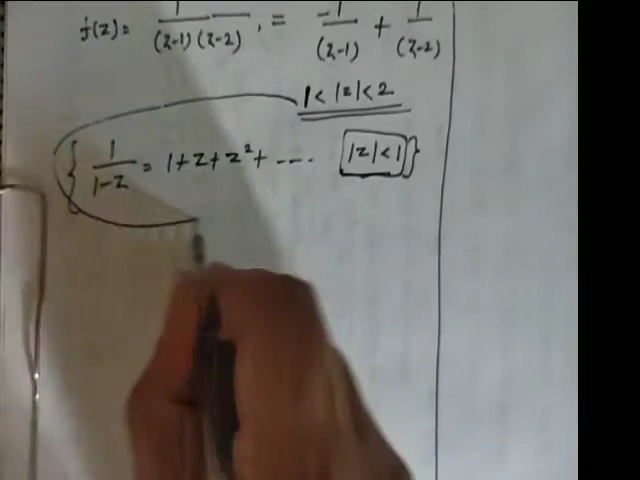 f(z) = 1/((z-1)(z-2)), = -1/(z-1) + 1/(z-2)
1 < |z| < 2
{ 1/(1-z) = 1+z+z²+ ---- |z|<1 }